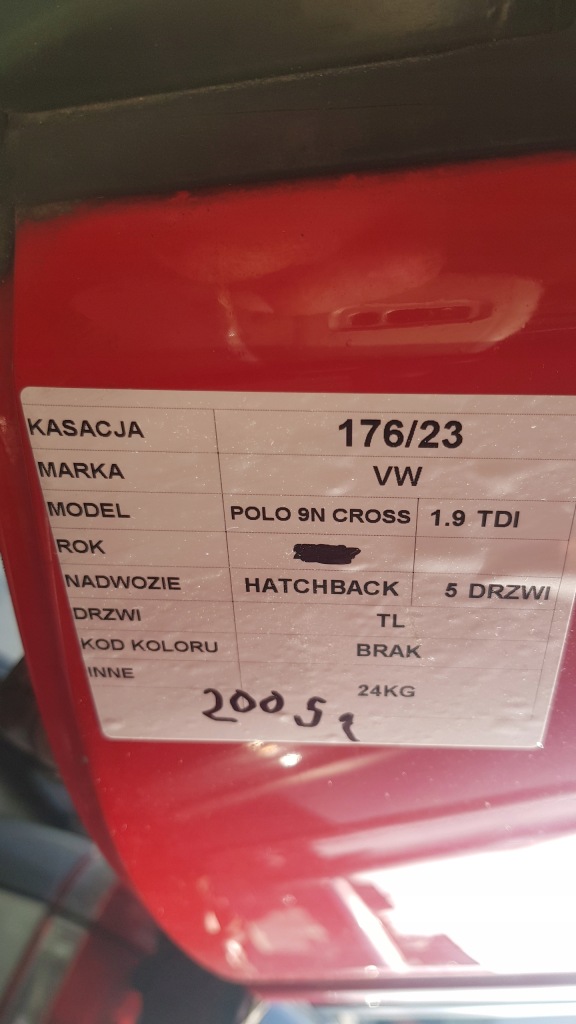 KASACJA 176/23
MARKA VW
MODEL POLO 9N CROSS 1.9 TDI
ROK
NADWOZIE HATCHBACK 5 DRZWI
DRZWI TL
KOD KOLORU BRAK
INNE 24KG
2005r